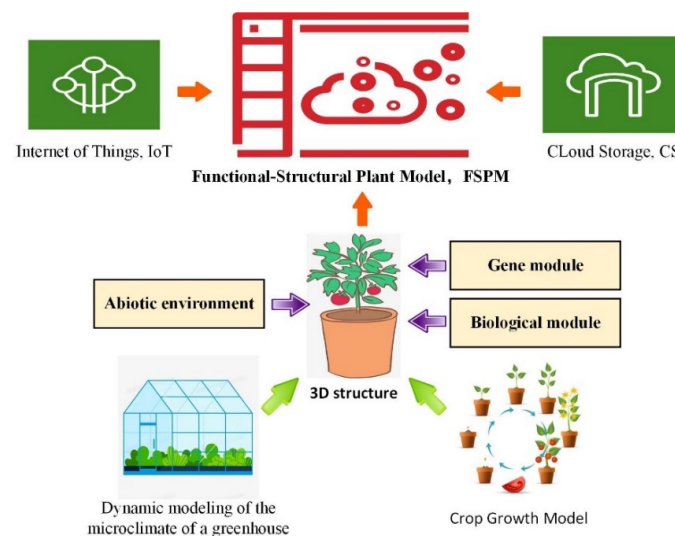 Internet of Things, IoT
CLoud Storage, CS
Functional-Structural Plant Model, FSPM
Gene module
Abiotic environment
Biological module
3D structure
Dynamic modeling of the
microclimate of a greenhouse
Crop Growth Model